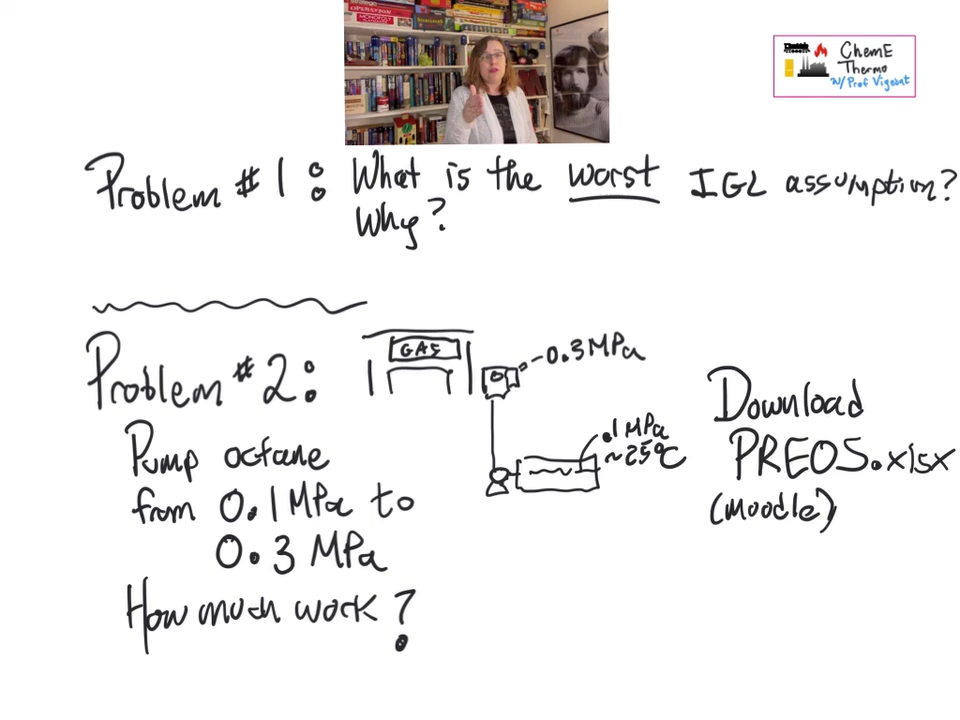 MONOPOLY
ChemE
Thermo
w/ Prof Vigeant
Problem #1: What is the worst IGL assumption?
Why?
Problem #2:
GAS
-0.3 MPa
.1 MPa
~25°C
Pump octane
from 0.1 MPa to
0.3 MPa
How much work?
Download
PREOS.xlsx
(moodle)